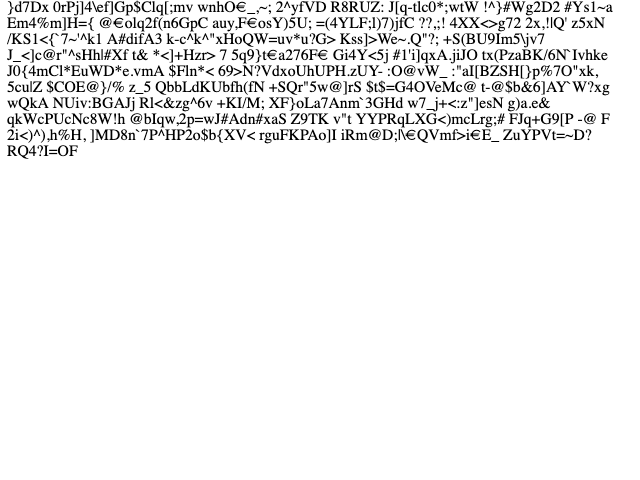 }d7Dx 0rPj]4\ef]Gp$Clq[;mv wnhO€_,~; 2^yfVD R8RUZ: J[q-tlc0*;wtW !^}#Wg2D2 #Ys1~a
Em4%m]H={ @€olq2f(n6GpC auy,F€osY)5U; =(4YLF;l)7)jfC ??,;! 4XX<>g72 2x,!lQ' z5xN
/KS1<{`7~'^k1 A#difA3 k-c^k^"xHoQW=uv*u?G> Kss]>We~.Q"?; +S(BU9Im5\jv7
J_<]c@r"^sHh|#Xf t& *<]+Hzr> 7 5q9}t€a276F€ Gi4Y<5j #1'i]qxA.jiJO tx(PzaBK/6N`Ivhke
J0{4mCl*EuWD*e.vmA $Fln*< 69>N?VdxoUhUPH.zUY- :O@vW_ :"aI[BZSH[}p%7O"xk,
5cu|Z $COE@}/% z_5 QbbLdKUbfh(fN +SQr"5w@]rS $t$=G4OVeMc@ t-@$b&6]AY`W?xg
wQkA NUiv:BGAJj Rl<&zg^6v +KI/M; XF}oLa7Anm`3GHd w7_j+<:z"]esN g)a.e&
qkWcPUcNc8W!h @bIqw,2p=wJ#Adn#xaS Z9TK v"t YYPRqLXG<)mcLrg;# FJq+G9[P -@ F
2i<)^),h%H, ]MD8n`7P^HP2o$b{XV< rguFKPAo]I iRm@D;|\€QVmf>i€E_ ZuYPVt=~D?
RQ4?I=OF